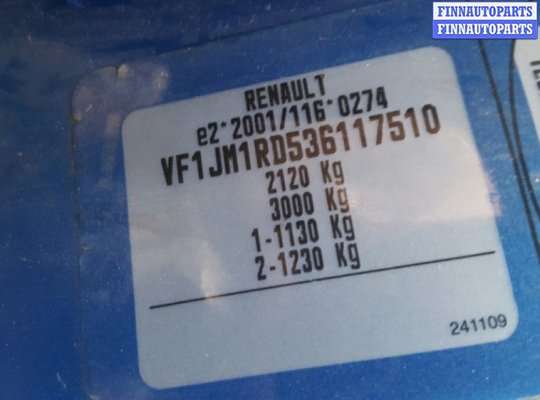 FINNAUTOPARTS
FINNAUTOPARTS
RENAULT
e2*2001/116*0274
VF1JM1RD536117510
2120 Kg
3000 Kg
1-1130 Kg
2-1230 Kg
241109